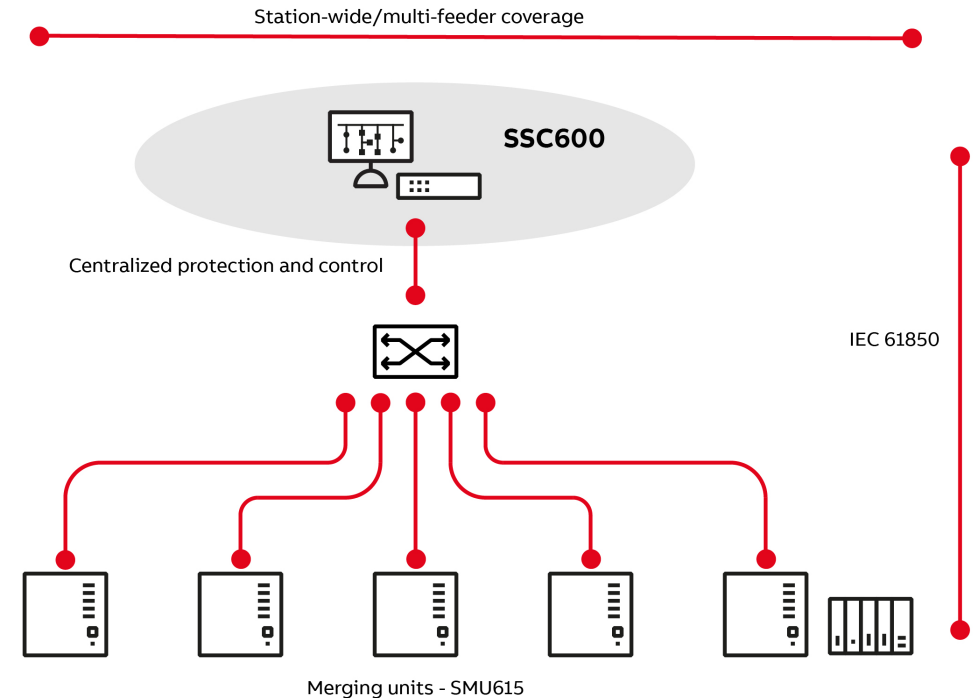 Station-wide/multi-feeder coverage
SSC600
Centralized protection and control
IEC 61850
Merging units - SMU615